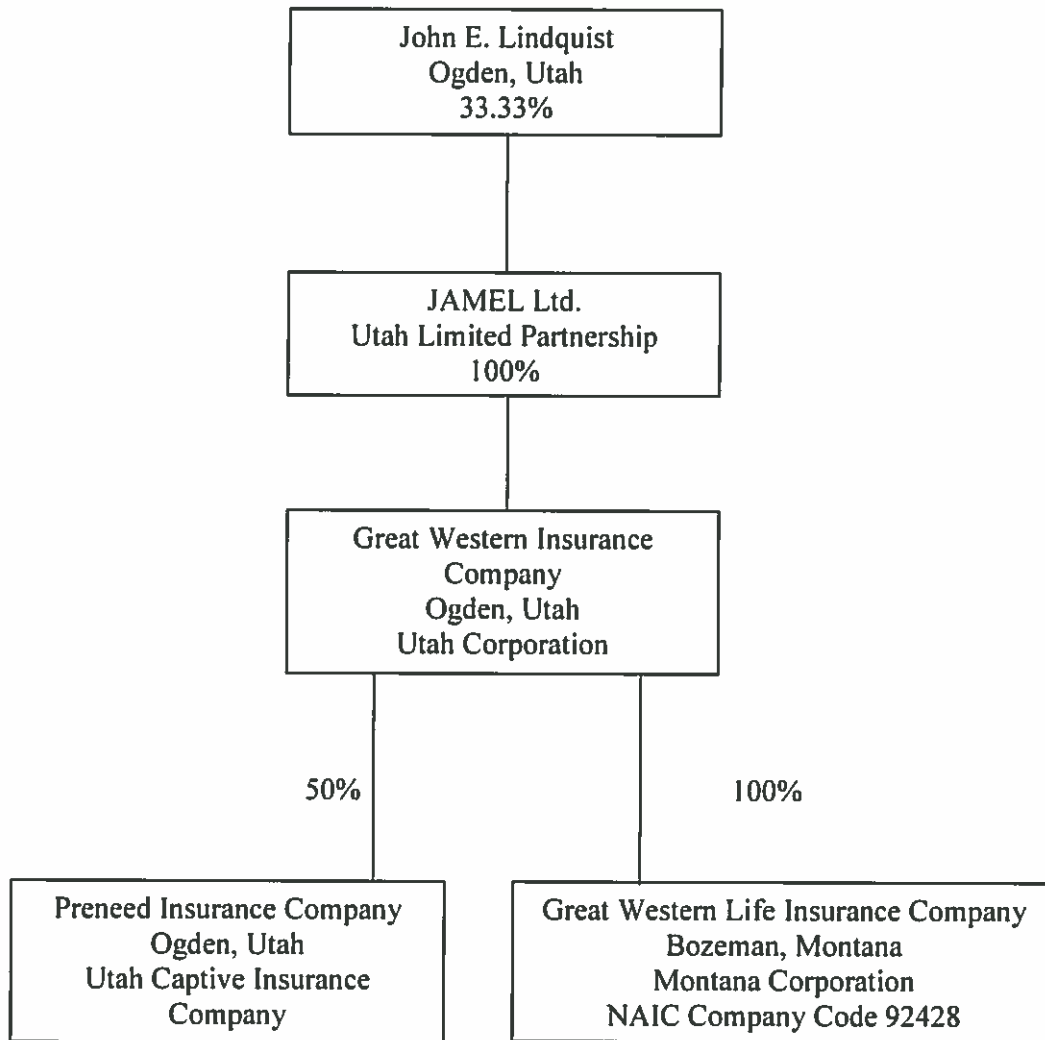 John E. Lindquist
Ogden, Utah
33.33%
JAMEL Ltd.
Utah Limited Partnership
100%
Great Western Insurance
Company
Ogden, Utah
Utah Corporation
50%
100%
Preneed Insurance Company
Ogden, Utah
Utah Captive Insurance
Company
Great Western Life Insurance Company
Bozeman, Montana
Montana Corporation
NAIC Company Code 92428